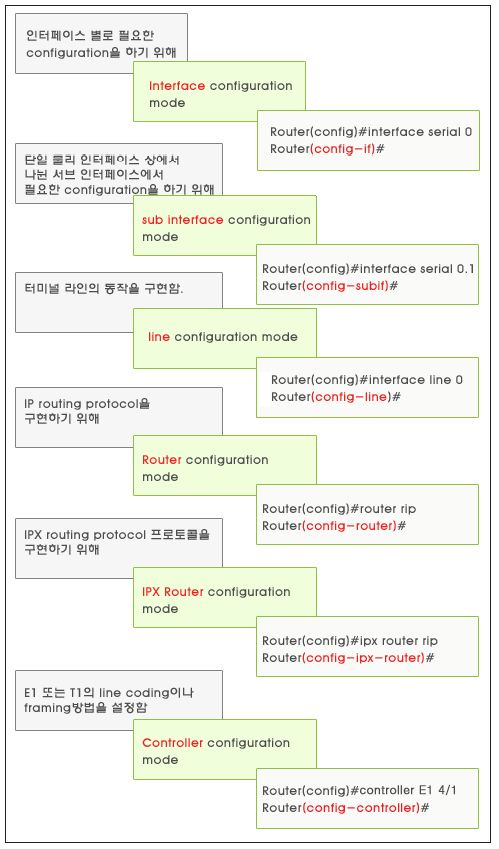 인터페이스 별로 필요한
configuration을 하기 위해
Interface configuration
mode
Router(config)#interface serial 0
Router(config-if)#
단일 물리 인터페이스 상에서
나뉜 서브 인터페이스에서
필요한 configuration을 하기 위해
sub interface configuration
mode
Router(config)#interface serial 0.1
Router(config-subif)#
터미널 라인의 동작을 구현함.
line configuration mode
Router(config)#interface line 0
Router(config-line)#
IP routing protocol을
구현하기 위해
Router configuration
mode
Router(config)#router rip
Router(config-router)#
IPX routing protocol 프로토콜을
구현하기 위해
IPX Router configuration
mode
Router(config)#ipx router rip
Router(config-ipx-router)#
E1 또는 T1의 line coding이나
framing방법을 설정함
Controller configuration
mode
Router(config)#controller E1 4/1
Router(config-controller)#